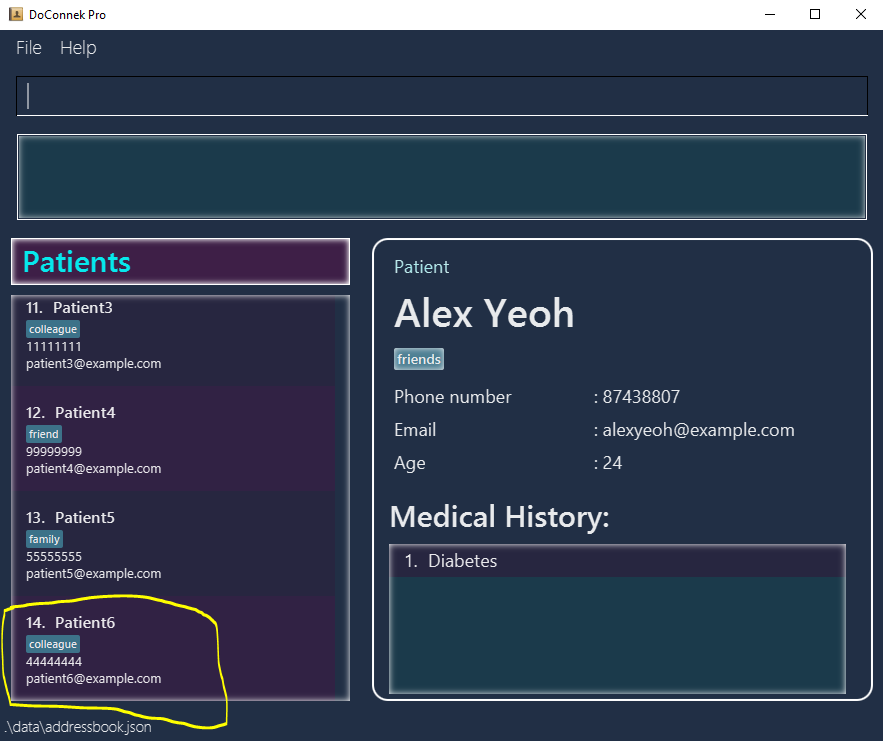 DoConnek Pro
File Help
Patients
11. Patient3
colleague
11111111
patient3@example.com
12. Patient4
friend
99999999
patient4@example.com
13. Patient5
family
55555555
patient5@example.com
14. Patient6
colleague
44444444
patient6@example.com
Patient
Alex Yeoh
friends
Phone number : 87438807
Email : alexyeoh@example.com
Age : 24
Medical History:
1. Diabetes
.\data\addressbook.json